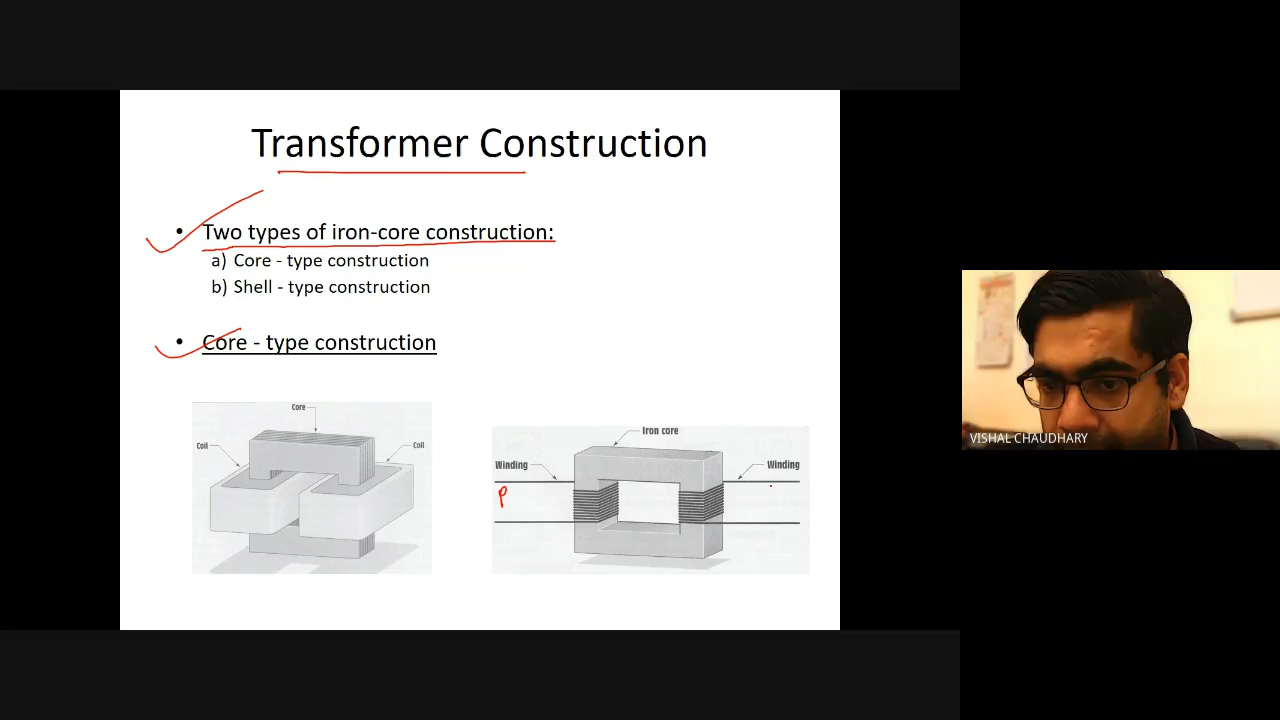 Transformer Construction
• Two types of iron-core construction:
a) Core - type construction
b) Shell - type construction
• Core - type construction
Core
Coil
Coil
Iron core
Winding
Winding
P
VISHAL CHAUDHARY